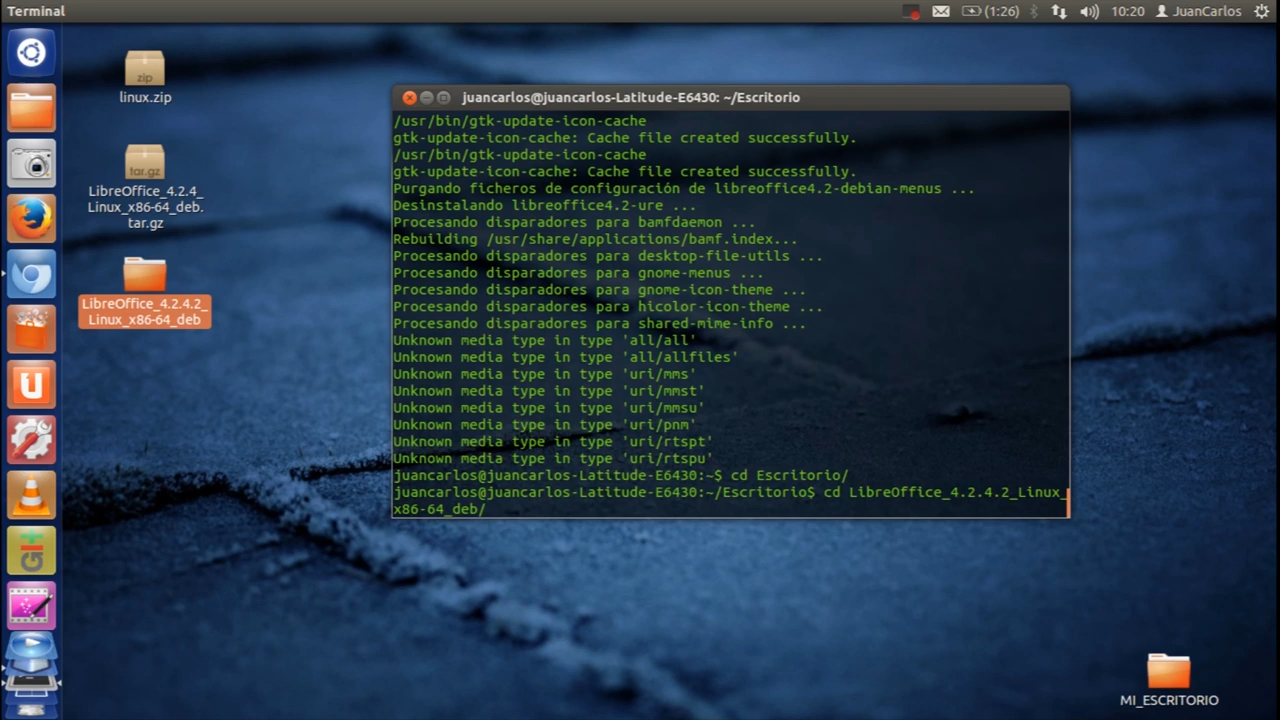 Terminal
(1:26)
10:20
JuanCarlos
zip
linux.zip
tar.gz
LibreOffice_4.2.4_
Linux_x86-64_deb.
tar.gz
LibreOffice_4.2.4.2_
Linux_x86-64_deb
juancarlos@juancarlos-Latitude-E6430: ~/Escritorio
/usr/bin/gtk-update-icon-cache
gtk-update-icon-cache: Cache file created successfully.
/usr/bin/gtk-update-icon-cache
gtk-update-icon-cache: Cache file created successfully.
Purgando ficheros de configuración de libreoffice4.2-debian-menus ...
Desinstalando libreoffice4.2-ure ...
Procesando disparadores para bamfdaemon ...
Rebuilding /usr/share/applications/bamf.index...
Procesando disparadores para desktop-file-utils ...
Procesando disparadores para gnome-menus ...
Procesando disparadores para gnome-icon-theme ...
Procesando disparadores para hicolor-icon-theme ...
Procesando disparadores para shared-mime-info ...
Unknown media type in type 'all/all'
Unknown media type in type 'all/allfiles'
Unknown media type in type 'uri/mms'
Unknown media type in type 'uri/mmst'
Unknown media type in type 'uri/mmsu'
Unknown media type in type 'uri/pnm'
Unknown media type in type 'uri/rtspt'
Unknown media type in type 'uri/rtspu'
juancarlos@juancarlos-Latitude-E6430:~$ cd Escritorio/
juancarlos@juancarlos-Latitude-E6430:~/Escritorio$ cd LibreOffice_4.2.4.2_Linux_
x86-64_deb/
MI_ESCRITORIO